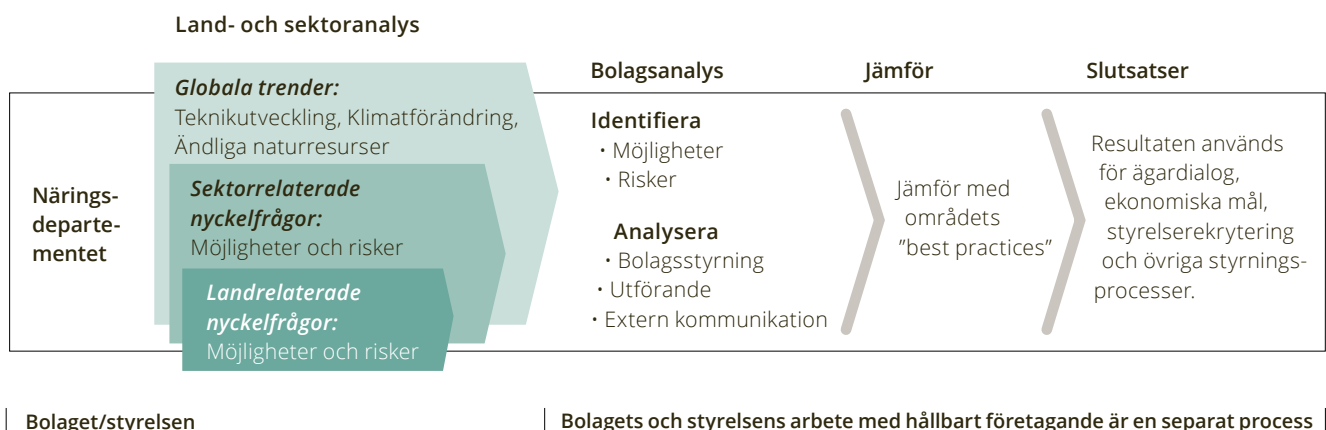 Land- och sektoranalys
Globala trender:
Teknikutveckling, Klimatförändring,
Ändliga naturresurser
Sektorrelaterade
nyckelfrågor:
Möjligheter och risker
Landrelaterade
nyckelfrågor:
Möjligheter och risker
Närings-
departe-
mentet
Bolagsanalys
Identifiera
• Möjligheter
• Risker
Analysera
• Bolagsstyrning
• Utförande
• Extern kommunikation
Jämför
Jämför med
områdets
”best practices”
Slutsatser
Resultaten används
för ägardialog,
ekonomiska mål,
styrelserekrytering
och övriga styrnings-
processer.
Bolaget/styrelsen
Bolagets och styrelsens arbete med hållbart företagande är en separat process